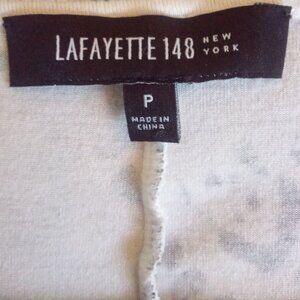 LAFAYETTE 148 NEW YORK
P
MADE IN
CHINA